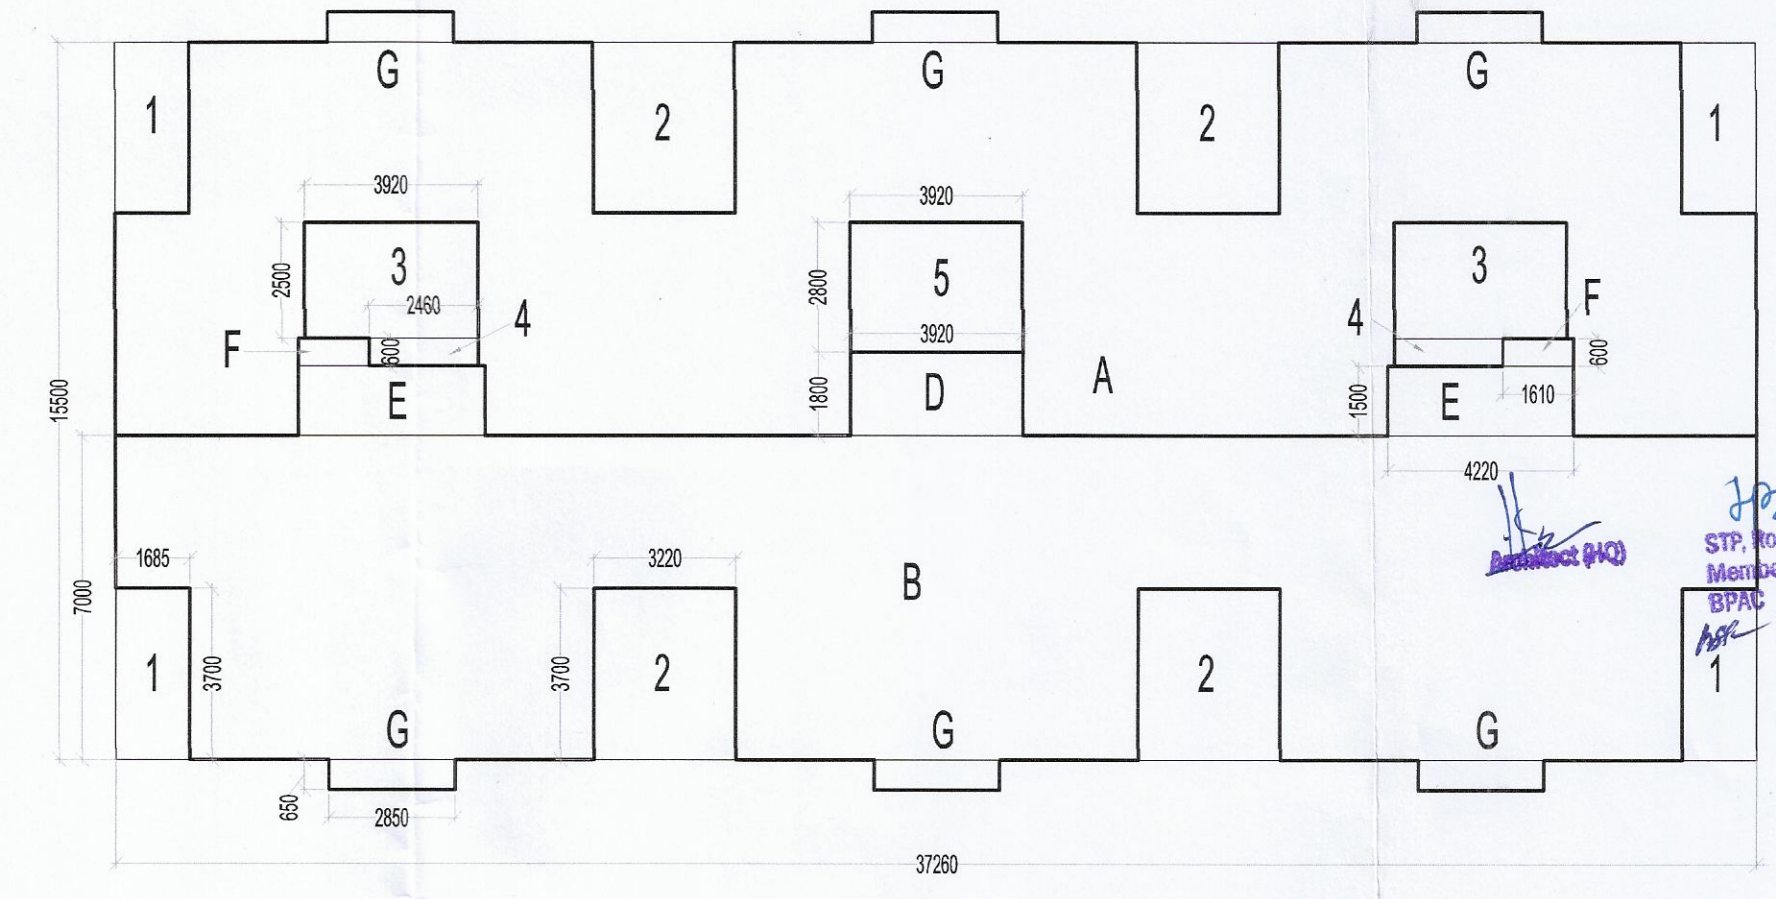 G G G
1 2 2 1
3920 3920
2500 3 2800 5 3
2460 4 4 F
F 600 3920 600
E 1800 D A 1500 E 1610
15500
4220
7000
1685 3220 B
Architect (HQ)
STP,
BPAC
1 3700 3700 2 2 1
G G G
650 2850
37260